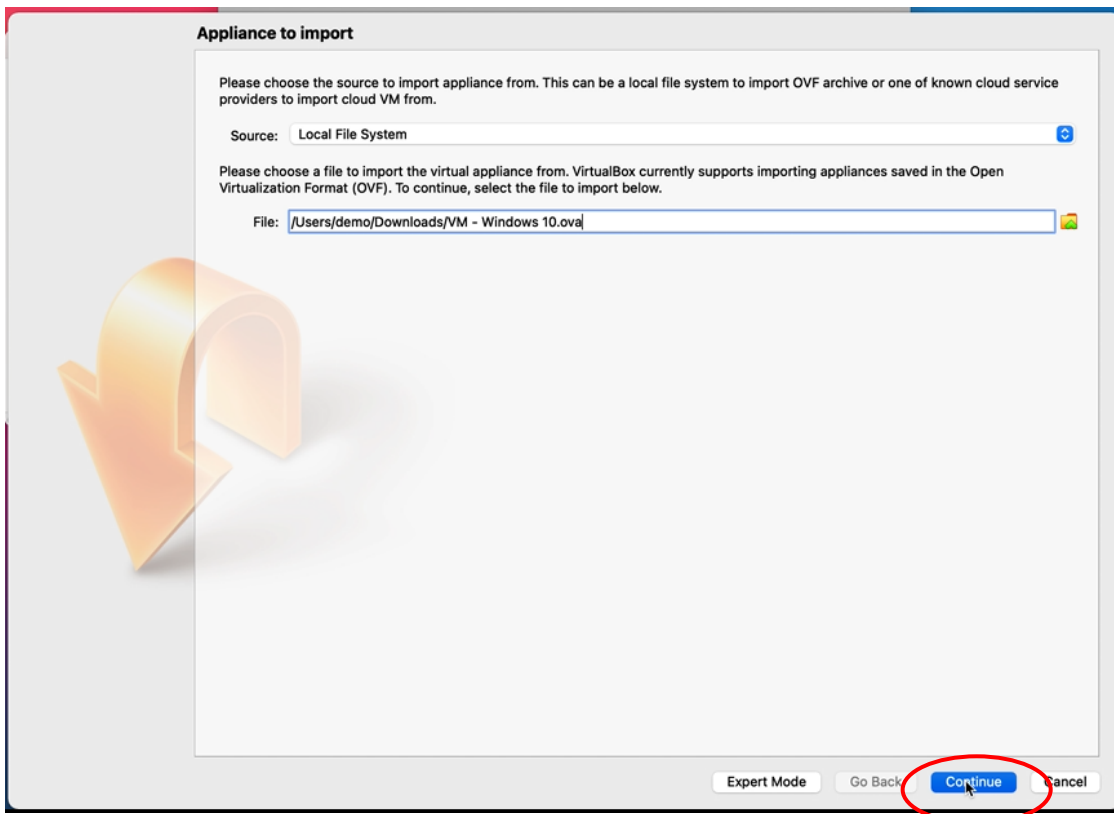 Appliance to import
Please choose the source to import appliance from. This can be a local file system to import OVF archive or one of known cloud service
providers to import cloud VM from.
Source: Local File System
Please choose a file to import the virtual appliance from. VirtualBox currently supports importing appliances saved in the Open
Virtualization Format (OVF). To continue, select the file to import below.
File: /Users/demo/Downloads/VM - Windows 10.ova
Expert Mode Go Back Continue Cancel